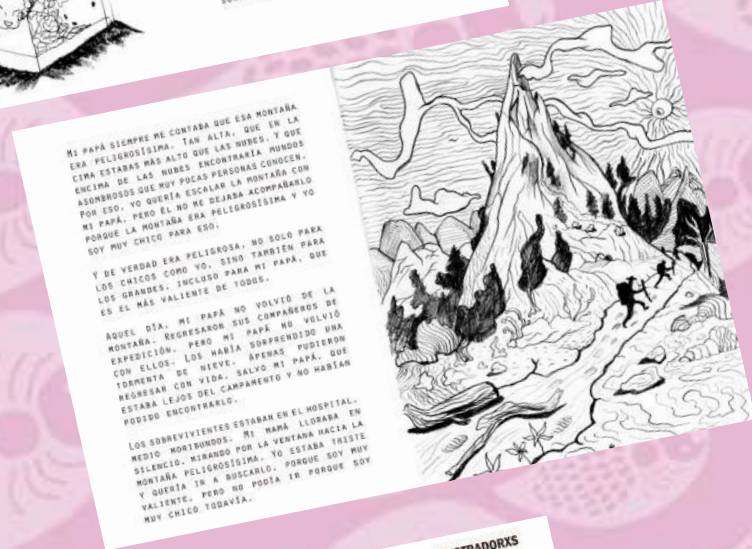 MI PAPÁ SIEMPRE ME CONTABA QUE ESA MONTAÑA
ERA PELIGROSÍSIMA. TAN ALTA, QUE EN LA
CIMA ESTABAS MÁS ALTO QUE LAS NUBES. Y QUE
ENCIMA DE LAS NUBES ENCONTRARÍA MUNDOS
ASOMBROSOS QUE MUY POCAS PERSONAS CONOCEN.
POR ESO, YO QUERÍA ESCALAR LA MONTAÑA CON
MI PAPÁ, PERO ÉL NO ME DEJABA ACOMPAÑARLO
PORQUE LA MONTAÑA ERA PELIGROSÍSIMA Y YO
SOY MUY CHICO PARA ESO.
Y DE VERDAD ERA PELIGROSA, NO SOLO PARA
LOS CHICOS COMO YO, SINO TAMBIÉN PARA
LOS GRANDES, INCLUSO PARA MI PAPÁ, QUE
ES EL MÁS VALIENTE DE TODOS.
AQUEL DÍA, MI PAPÁ NO VOLVIÓ DE LA
MONTAÑA. REGRESARON SUS COMPAÑEROS DE
EXPEDICIÓN, PERO MI PAPÁ NO VOLVIÓ
CON ELLOS. LOS HABÍA SORPRENDIDO UNA
TORMENTA DE NIEVE. APENAS PUDIERON
REGRESAR CON VIDA, SALVO MI PAPÁ, QUE
ESTABA LEJOS DEL CAMPAMENTO Y NO HABÍAN
PODIDO ENCONTRARLO.
LOS SOBREVIVIENTES ESTABAN EN EL HOSPITAL,
MEDIO MORIBUNDOS. MI MAMÁ LLORABA EN
SILENCIO, MIRANDO POR LA VENTANA HACIA LA
MONTAÑA PELIGROSÍSIMA. YO ESTABA TRISTE
Y QUERÍA IR A BUSCARLO, PORQUE SOY MUY
VALIENTE, PERO NO PODÍA IR PORQUE SOY
MUY CHICO TODAVÍA.